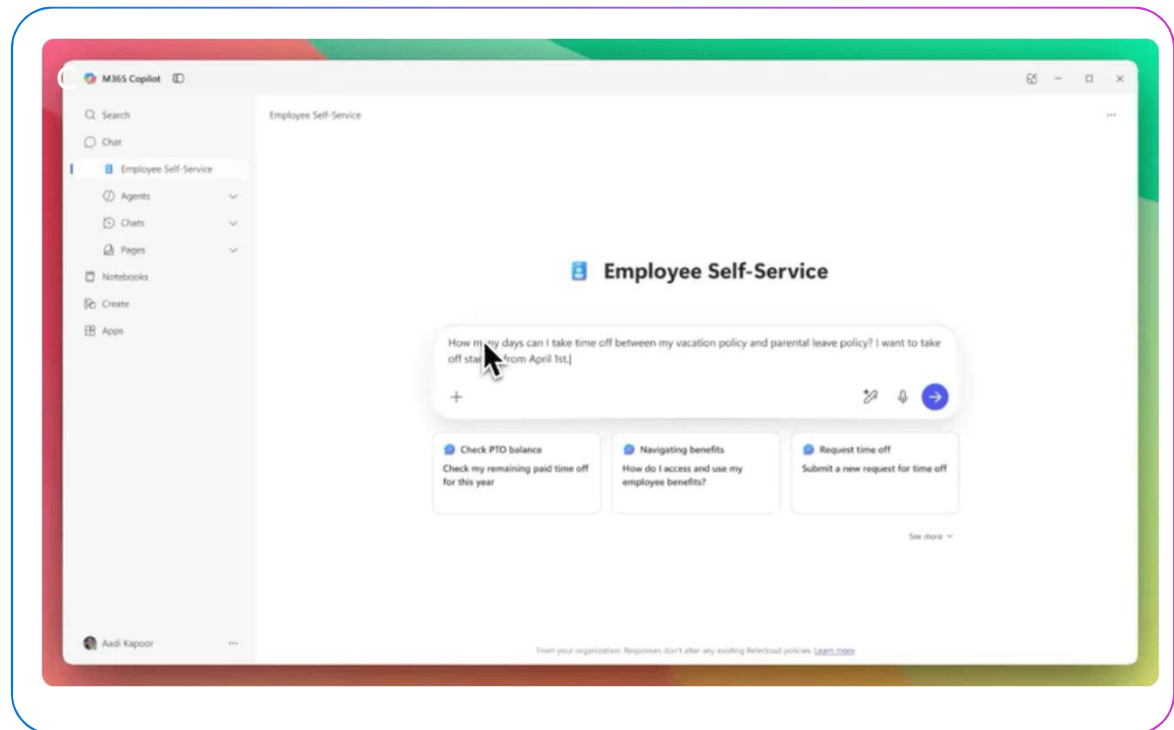 M365 Copilot
Search
Chat
Employee Self-Service
Agents
Chats
Pages
Notebooks
Create
Apps
Aadi Kapoor
Employee Self-Service
Employee Self-Service
How many days can I take time off between my vacation policy and parental leave policy? I want to take
off starting from April 1st.
Check PTO balance
Check my remaining paid time off
for this year
Navigating benefits
How do I access and use my
employee benefits?
Request time off
Submit a new request for time off
See more
From your organization. Responses don't alter any existing Relecloud policies. Learn more